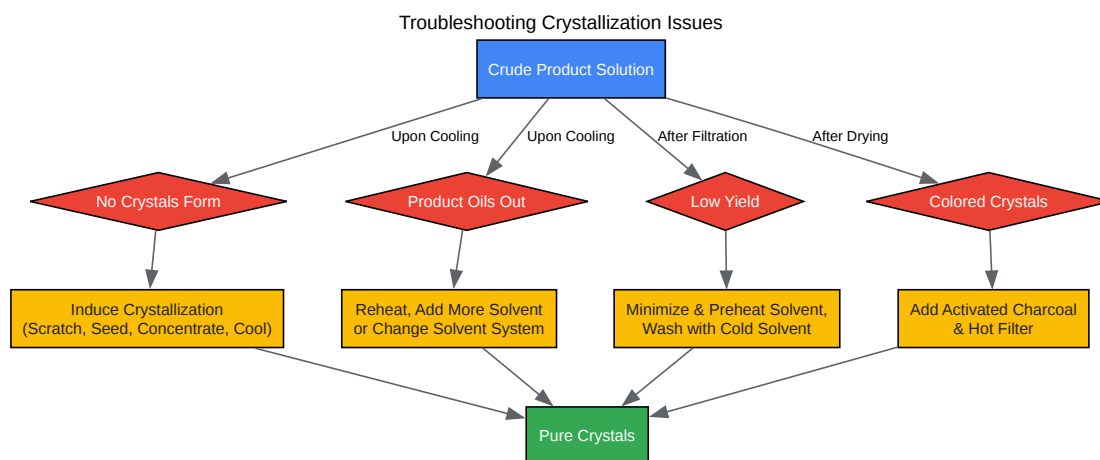 Troubleshooting Crystallization Issues
Crude Product Solution
Upon Cooling
Upon Cooling
After Filtration
After Drying
No Crystals Form
Product Oils Out
Low Yield
Colored Crystals
Induce Crystallization
(Scratch, Seed, Concentrate, Cool)
Reheat, Add More Solvent
or Change Solvent System
Minimize & Preheat Solvent,
Wash with Cold Solvent
Add Activated Charcoal
& Hot Filter
Pure Crystals